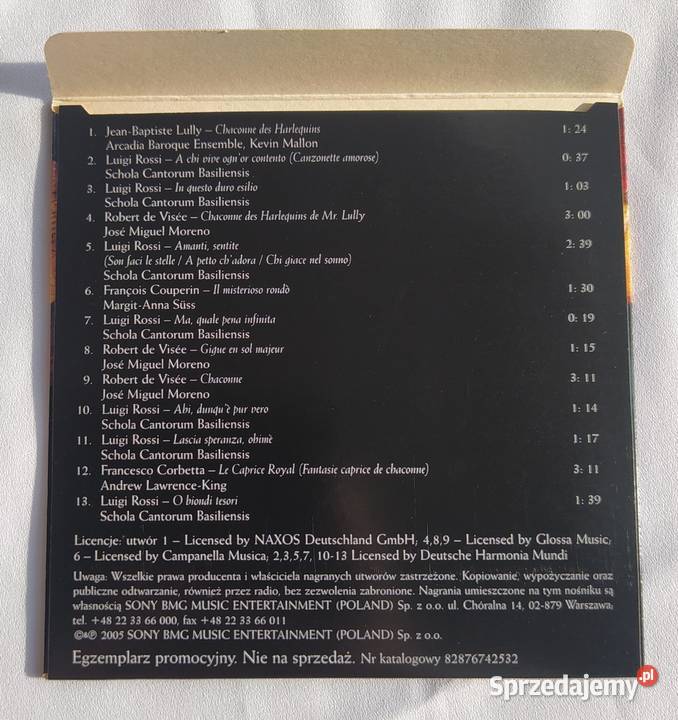 1. Jean-Baptiste Lully – Chaconne des Harlequins 1: 24
Arcadia Baroque Ensemble, Kevin Mallon
2. Luigi Rossi – A chi vive ogn'or contento (Canzonette amorose) 0: 37
Schola Cantorum Basiliensis
3. Luigi Rossi – In questo duro esilio 1: 03
Schola Cantorum Basiliensis
4. Robert de Visée – Chaconne des Harlequins de Mr. Lully 3: 00
José Miguel Moreno
5. Luigi Rossi – Amanti, sentite 2: 39
(Son faci le stelle / A petto ch'adora / Chi giace nel sonno)
Schola Cantorum Basiliensis
6. François Couperin – Il misterioso rondò 1: 30
Margit-Anna Süss
7. Luigi Rossi – Ma, quale pena infinita 0: 19
Schola Cantorum Basiliensis
8. Robert de Visée – Gigue en sol majeur 1: 15
José Miguel Moreno
9. Robert de Visée – Chaconne 3: 11
José Miguel Moreno
10. Luigi Rossi – Ahi, dunqu'è pur vero 1: 14
Schola Cantorum Basiliensis
11. Luigi Rossi – Lascia speranza, ohimè 1: 17
Schola Cantorum Basiliensis
12. Francesco Corbetta – Le Caprice Royal (Fantasie caprice de chaconne) 3: 11
Andrew Lawrence-King
13. Luigi Rossi – O biondi tesori 1: 39
Schola Cantorum Basiliensis
Licencje: utwór 1 – Licensed by NAXOS Deutschland GmbH; 4,8,9 – Licensed by Glossa Music;
6 – Licensed by Campanella Musica; 2,3,5,7, 10-13 Licensed by Deutsche Harmonia Mundi
Uwaga: Wszelkie prawa producenta i właściciela nagranych utworów zastrzeżone. Kopiowanie, wypożyczanie oraz
publiczne odtwarzanie, również przez radio, bez zezwolenia zabronione. Nagrania umieszczone na tym nośniku są
własnością SONY BMG MUSIC ENTERTAINMENT (POLAND) Sp. z o.o. ul. Chóralna 14, 02-879 Warszawa,
tel. +48 22 33 66 000, fax +48 22 33 66 011
©&℗ 2005 SONY BMG MUSIC ENTERTAINMENT (POLAND) Sp. z o.o.
Egzemplarz promocyjny. Nie na sprzedaż. Nr katalogowy 82876742532
Sprzedajemy.pl